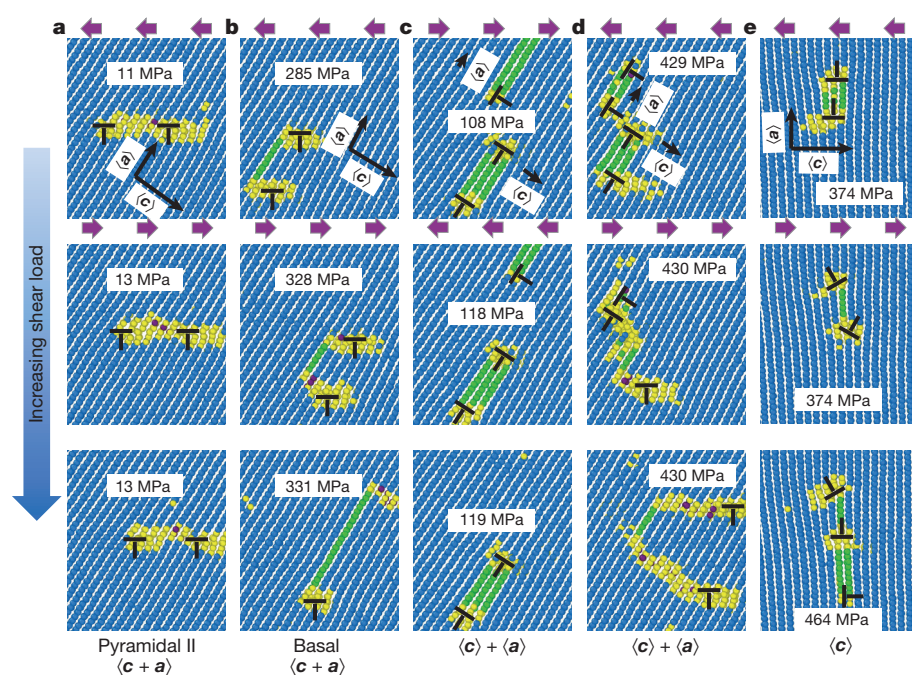 a b c d e
11 MPa
⟨a⟩
⟨c⟩
285 MPa
⟨a⟩
⟨c⟩
⟨a⟩
108 MPa
⟨c⟩
429 MPa
⟨a⟩
⟨c⟩
⟨a⟩
⟨c⟩
374 MPa
Increasing shear load
13 MPa
328 MPa
118 MPa
430 MPa
374 MPa
13 MPa
331 MPa
119 MPa
430 MPa
464 MPa
Pyramidal II
⟨c + a⟩
Basal
⟨c + a⟩
⟨c⟩ + ⟨a⟩
⟨c⟩ + ⟨a⟩
⟨c⟩